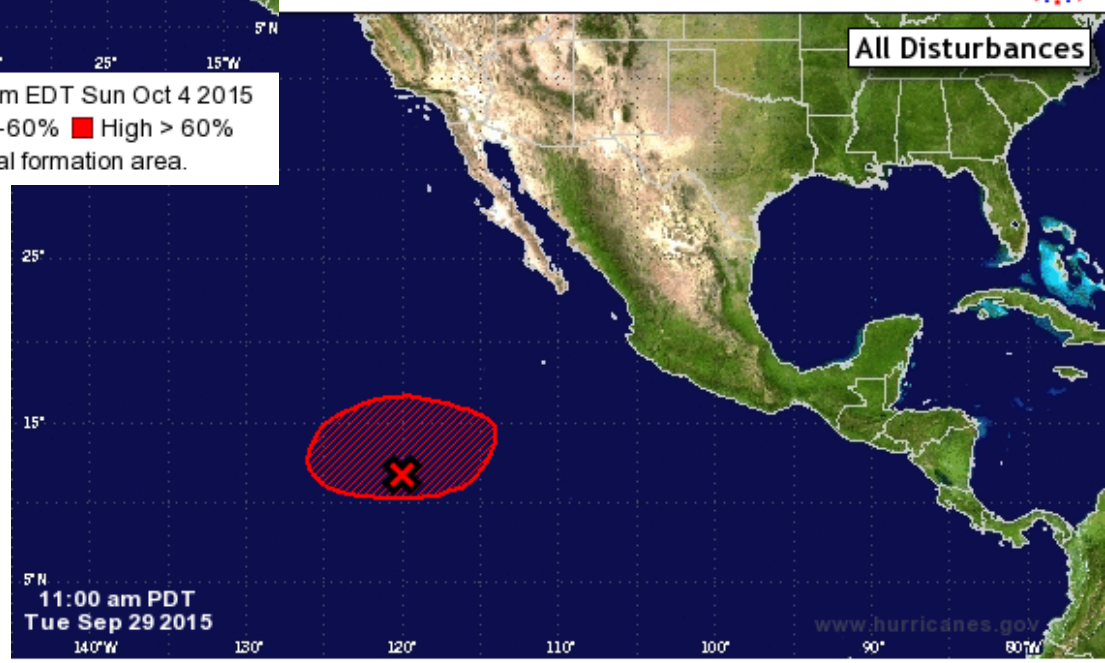 5°N
25° 15°W
m EDT Sun Oct 4 2015
-60% High > 60%
al formation area.
All Disturbances
25°
15°
5°N
11:00 am PDT
Tue Sep 29 2015
www.hurricanes.gov
140°W 130° 120° 110° 100° 90° 80°W